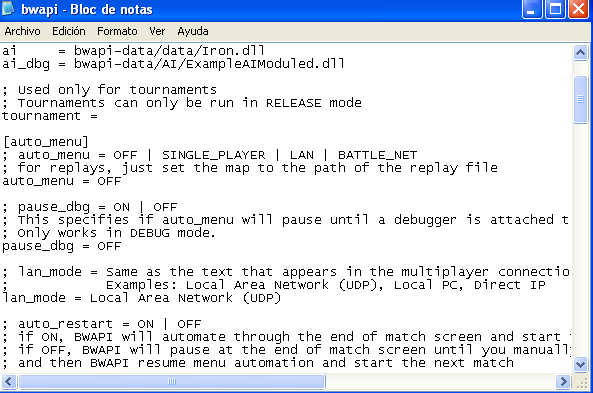 bwapi - Bloc de notas
Archivo Edición Formato Ver Ayuda
ai     = bwapi-data/data/Iron.dll
ai_dbg = bwapi-data/AI/ExampleAIModuled.dll
; Used only for tournaments
; Tournaments can only be run in RELEASE mode
tournament =
[auto_menu]
; auto_menu = OFF | SINGLE_PLAYER | LAN | BATTLE_NET
; for replays, just set the map to the path of the replay file
auto_menu = OFF
; pause_dbg = ON | OFF
; This specifies if auto_menu will pause until a debugger is attached t
; Only works in DEBUG mode.
pause_dbg = OFF
; lan_mode = Same as the text that appears in the multiplayer connectio
;            Examples: Local Area Network (UDP), Local PC, Direct IP
lan_mode = Local Area Network (UDP)
; auto_restart = ON | OFF
; if ON, BWAPI will automate through the end of match screen and start
; if OFF, BWAPI will pause at the end of match screen until you manually
; and then BWAPI resume menu automation and start the next match